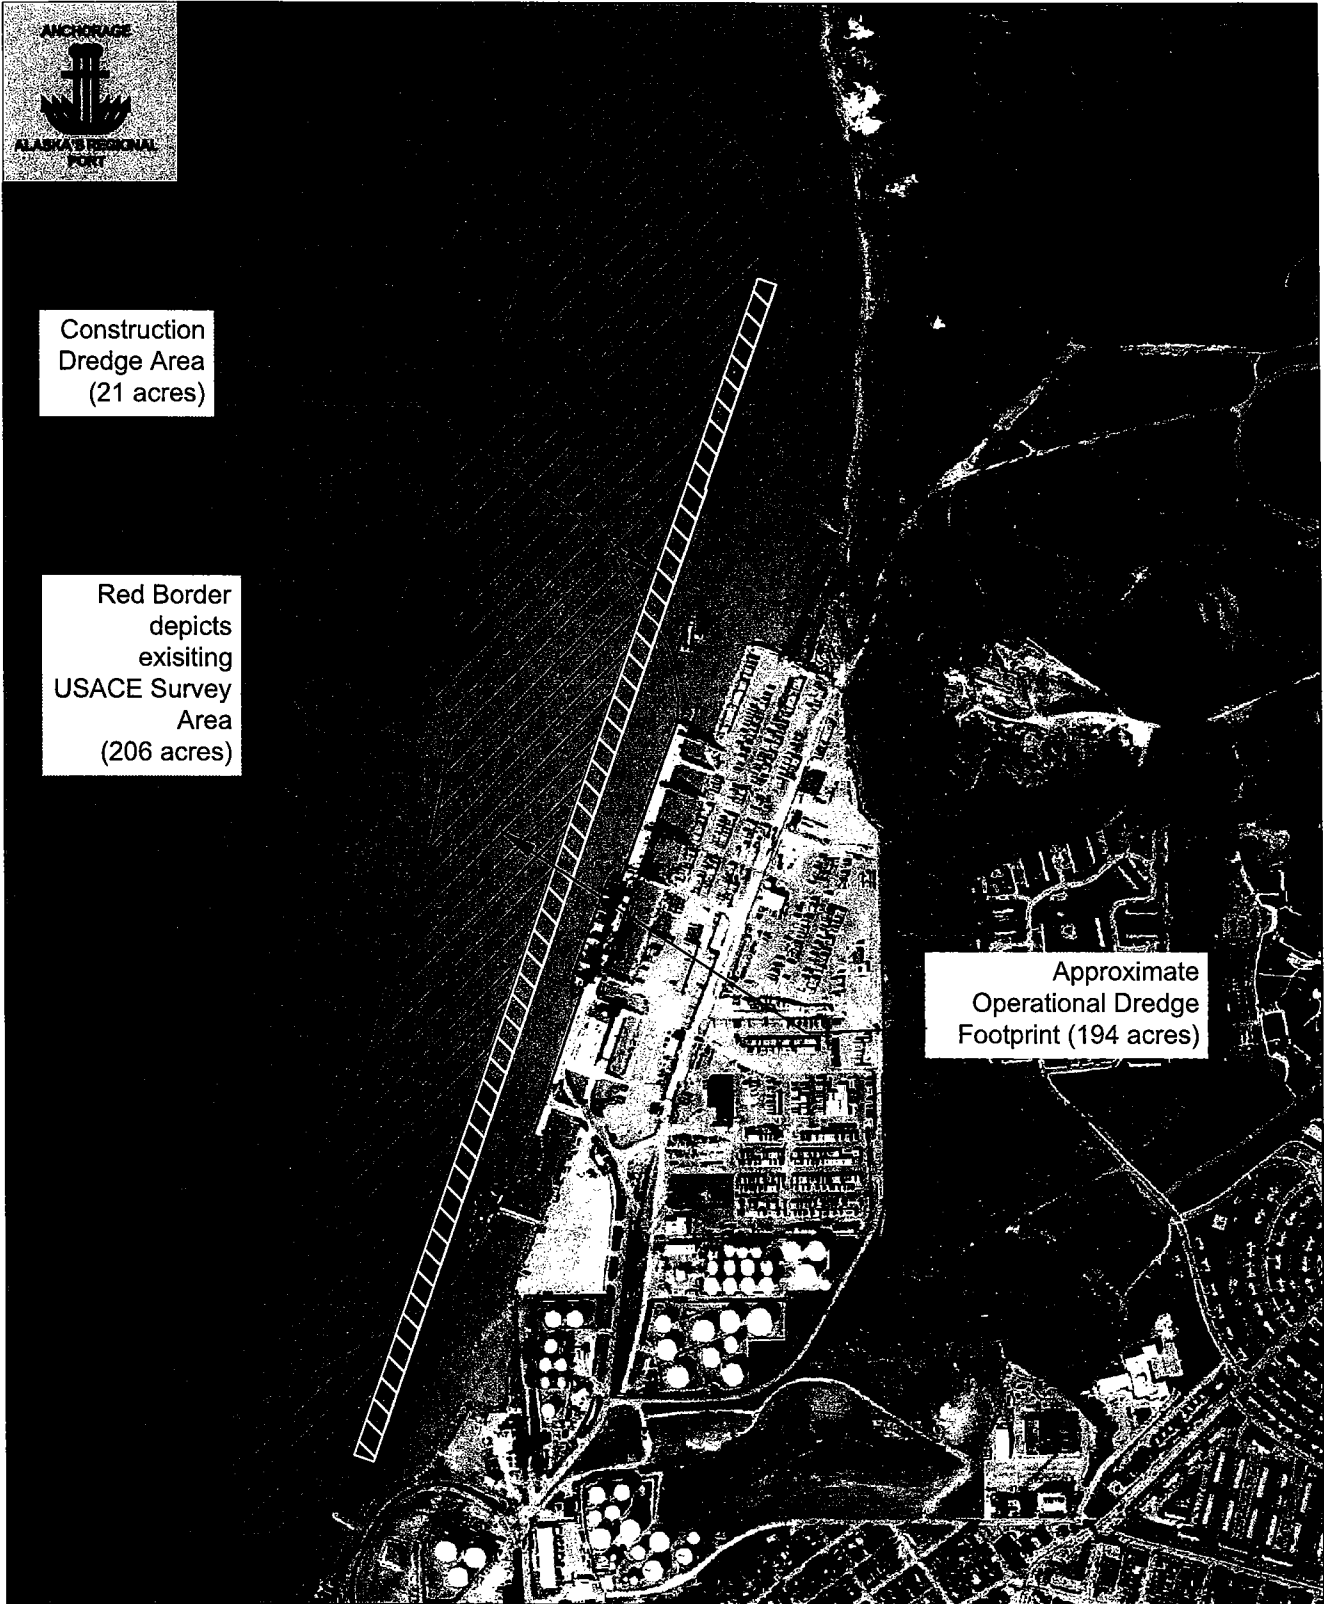 ANCHORAGE
ALASKA'S REGIONAL
PORT
Construction
Dredge Area
(21 acres)
Red Border
depicts
exisiting
USACE Survey
Area
(206 acres)
Approximate
Operational Dredge
Footprint (194 acres)